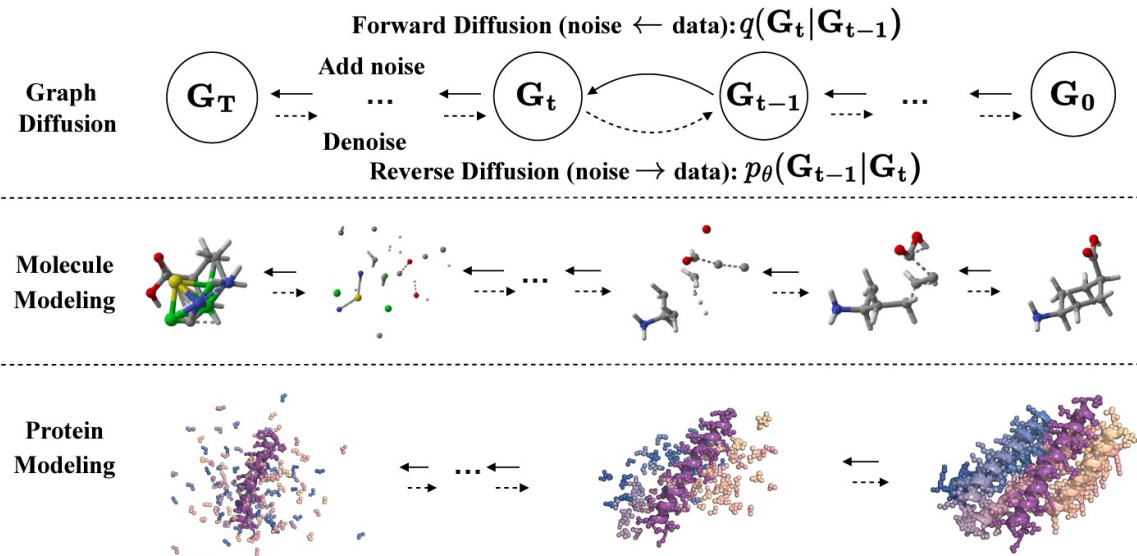 Forward Diffusion (noise ← data): q(G_t|G_{t−1})
Graph Diffusion
Add noise
G_T ... G_t G_{t−1} ... G_0
Denoise
Reverse Diffusion (noise → data): p_θ(G_{t−1}|G_t)
Molecule
Modeling
...
Protein
Modeling
...